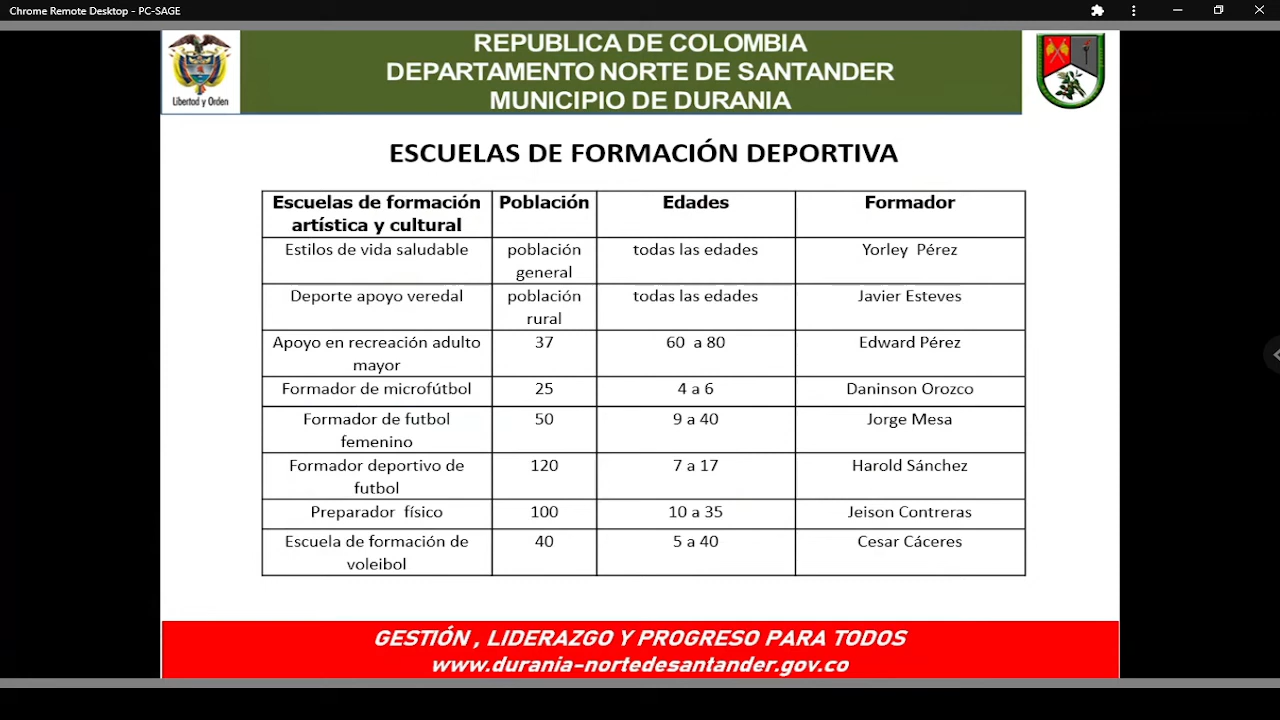 Chrome Remote Desktop - PC-SAGE
REPUBLICA DE COLOMBIA
DEPARTAMENTO NORTE DE SANTANDER
MUNICIPIO DE DURANIA
Libertad y Orden
ESCUELAS DE FORMACIÓN DEPORTIVA
Escuelas de formación artística y cultural Población Edades Formador
Estilos de vida saludable población general todas las edades Yorley Pérez
Deporte apoyo veredal población rural todas las edades Javier Esteves
Apoyo en recreación adulto mayor 37 60 a 80 Edward Pérez
Formador de microfútbol 25 4 a 6 Daninson Orozco
Formador de futbol femenino 50 9 a 40 Jorge Mesa
Formador deportivo de futbol 120 7 a 17 Harold Sánchez
Preparador físico 100 10 a 35 Jeison Contreras
Escuela de formación de voleibol 40 5 a 40 Cesar Cáceres
GESTIÓN , LIDERAZGO Y PROGRESO PARA TODOS
www.durania-nortedesantander.gov.co